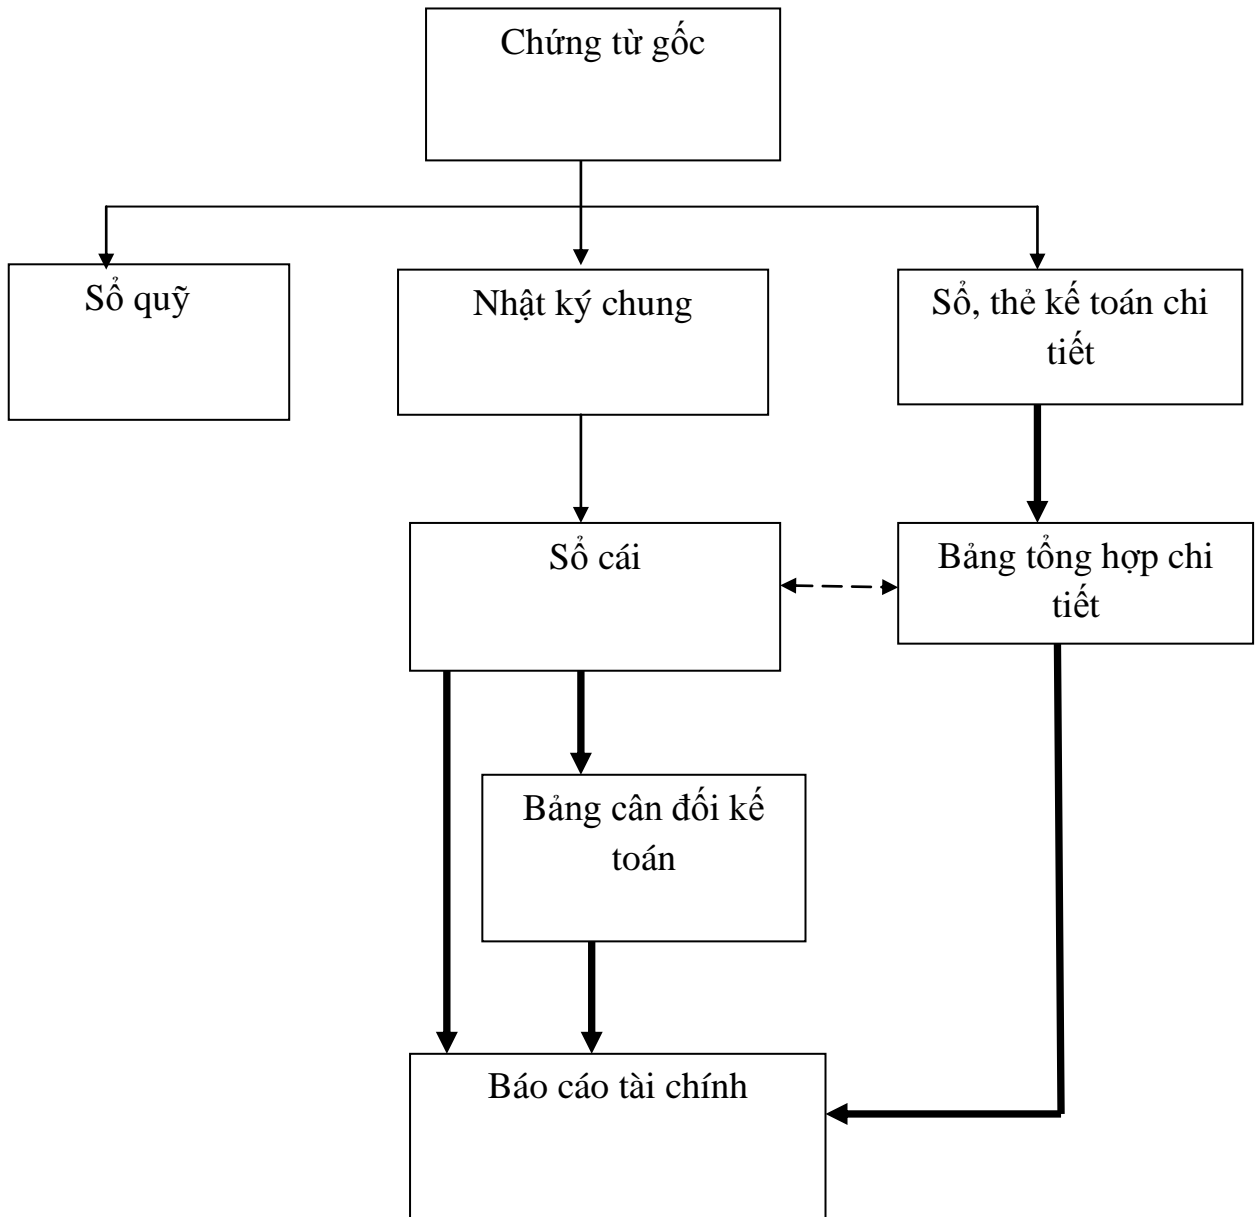 Chứng từ gốc
Sổ quỹ
Nhật ký chung
Sổ, thẻ kế toán chi
tiết
Sổ cái
Bảng tổng hợp chi
tiết
Bảng cân đối kế
toán
Báo cáo tài chính